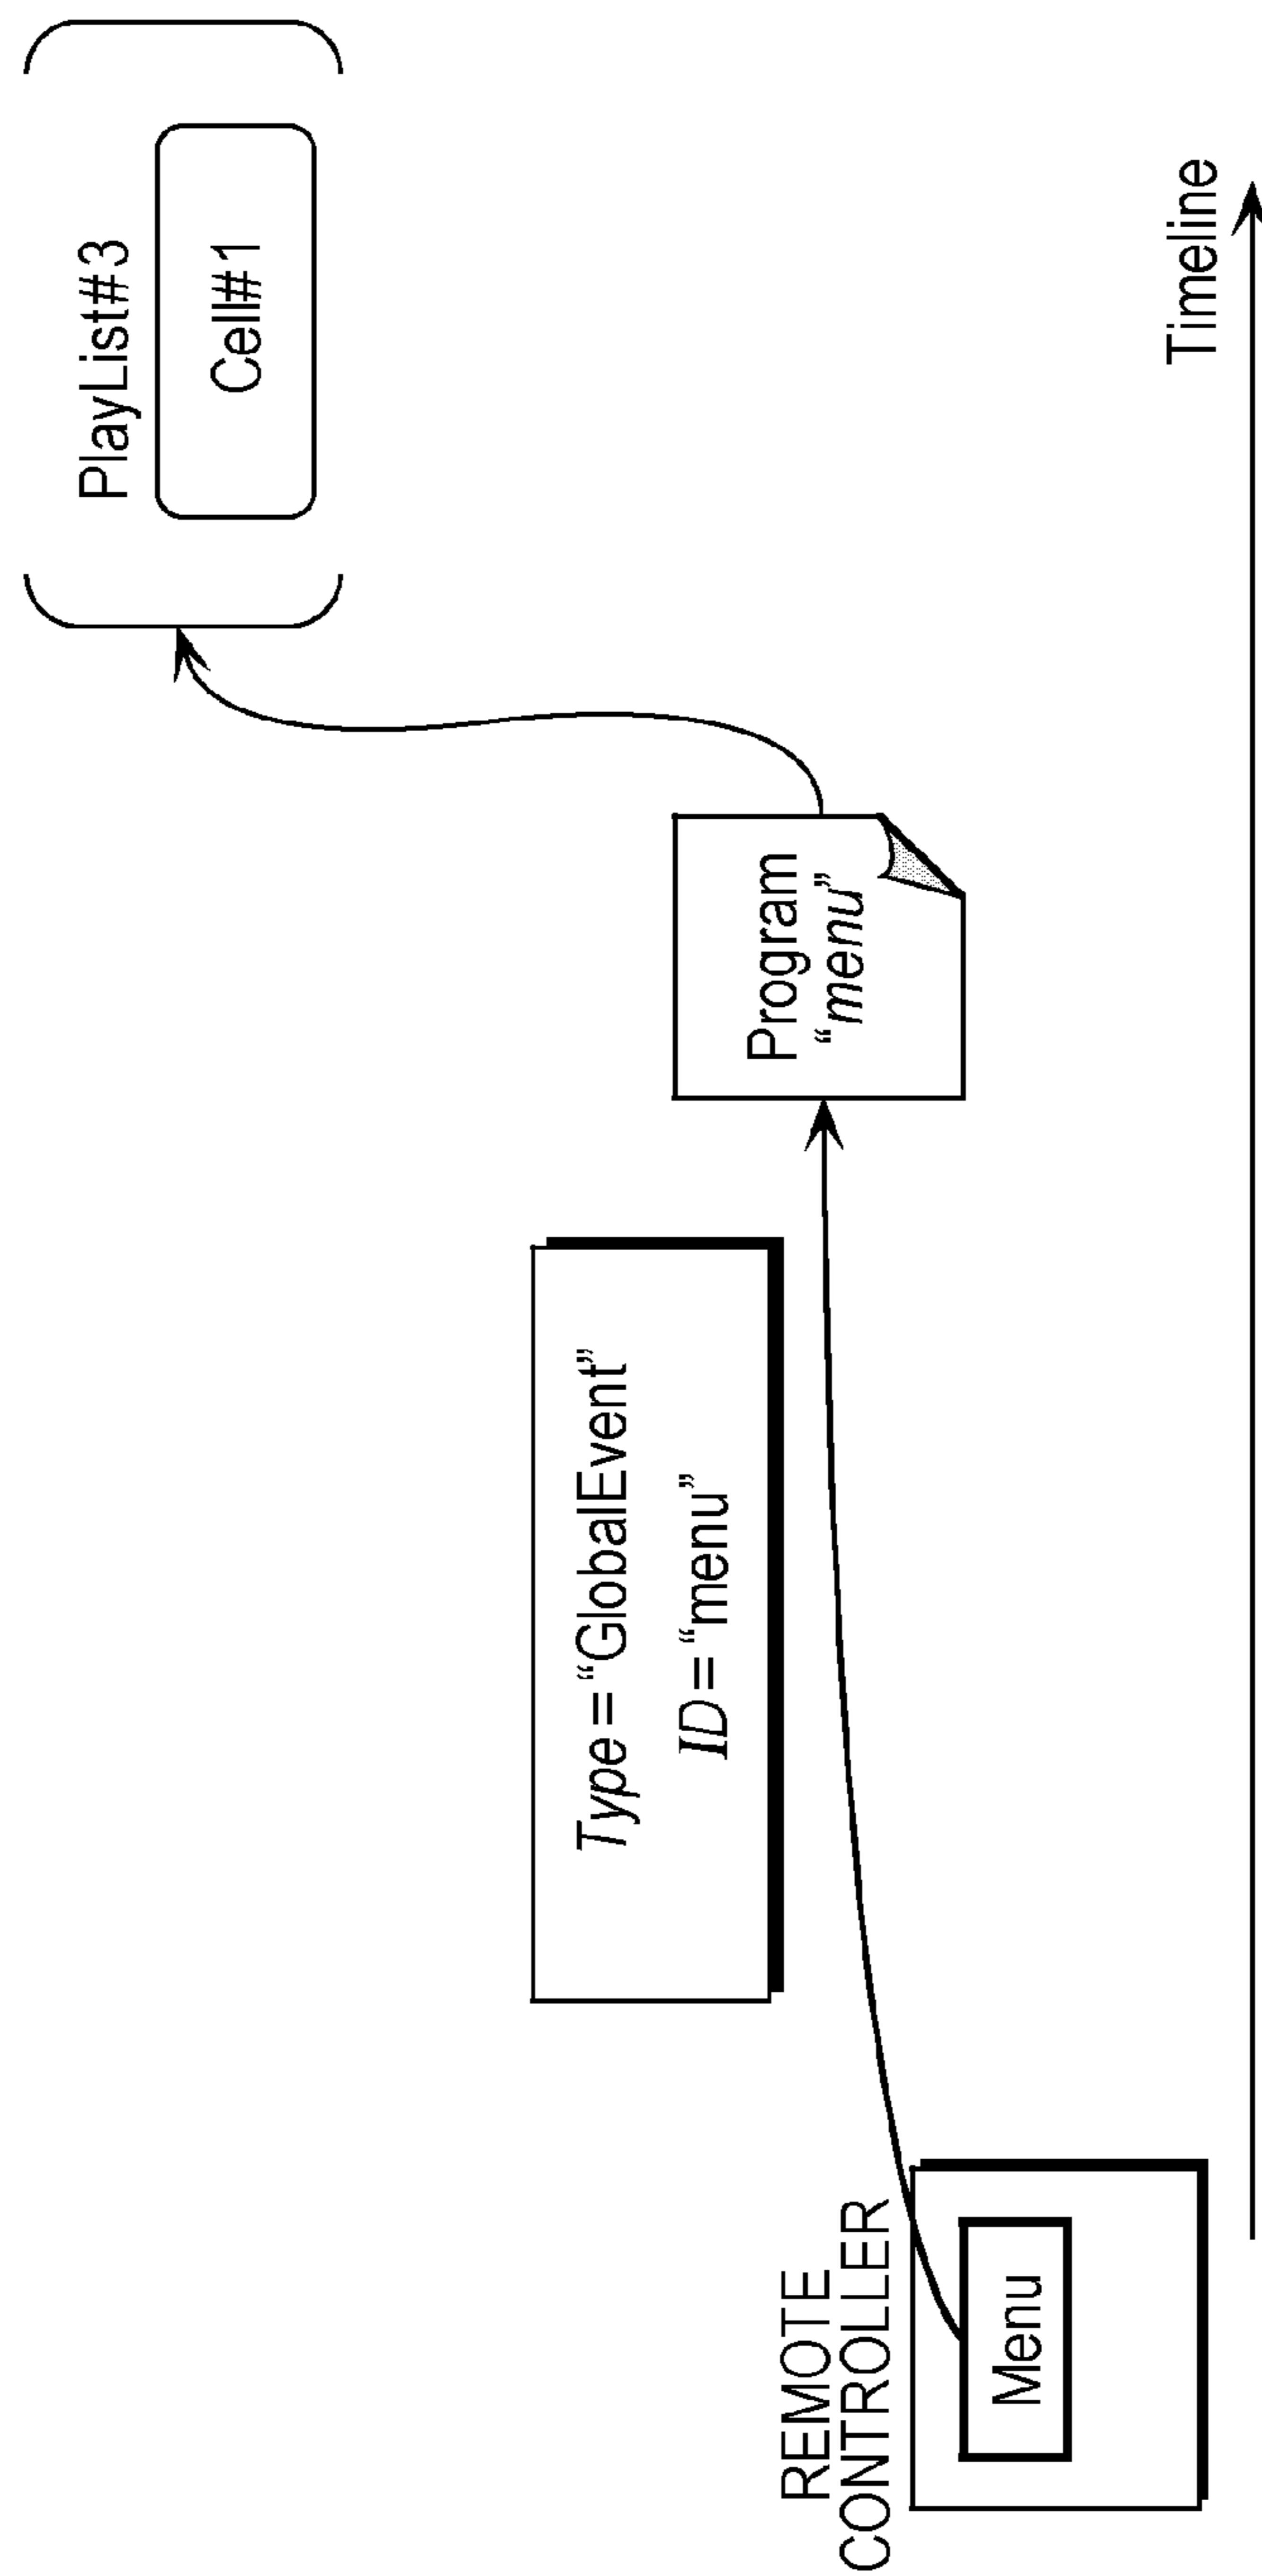 PlayList#3
Cell#1
Type=“GlobalEvent”
ID=“menu”
Program
“menu”
REMOTE
CONTROLLER
Menu
Timeline